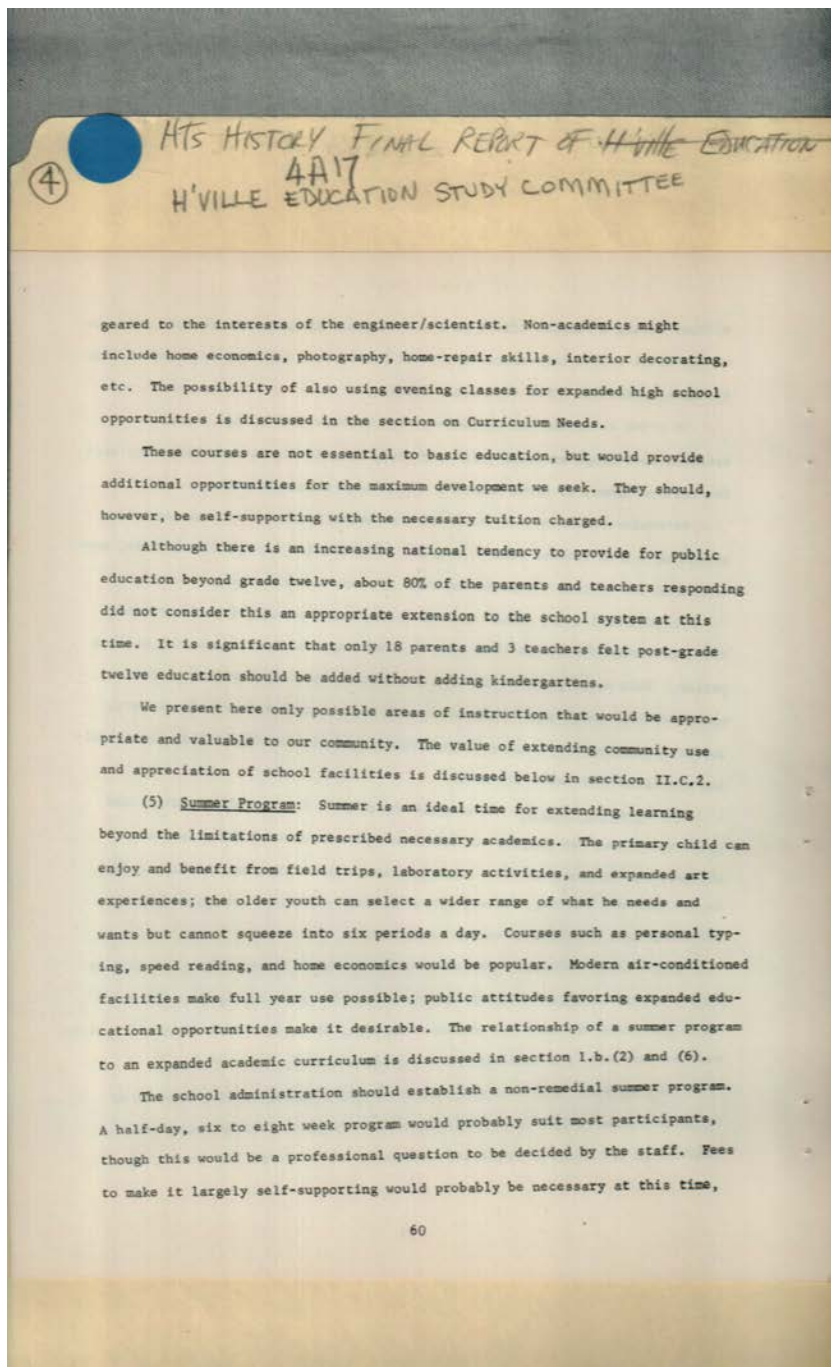 HTS HISTORY FINAL REPORT OF H'ville EDUCATION
4A17
④
H'VILLE EDUCATION STUDY COMMITTEE
geared to the interests of the engineer/scientist. Non-academics might
include home economics, photography, home-repair skills, interior decorating,
etc. The possibility of also using evening classes for expanded high school
opportunities is discussed in the section on Curriculum Needs.
These courses are not essential to basic education, but would provide
additional opportunities for the maximum development we seek. They should,
however, be self-supporting with the necessary tuition charged.
Although there is an increasing national tendency to provide for public
education beyond grade twelve, about 80% of the parents and teachers responding
did not consider this an appropriate extension to the school system at this
time. It is significant that only 18 parents and 3 teachers felt post-grade
twelve education should be added without adding kindergartens.
We present here only possible areas of instruction that would be appro-
priate and valuable to our community. The value of extending community use
and appreciation of school facilities is discussed below in section II.C.2.
(5) Summer Program: Summer is an ideal time for extending learning
beyond the limitations of prescribed necessary academics. The primary child can
enjoy and benefit from field trips, laboratory activities, and expanded art
experiences; the older youth can select a wider range of what he needs and
wants but cannot squeeze into six periods a day. Courses such as personal typ-
ing, speed reading, and home economics would be popular. Modern air-conditioned
facilities make full year use possible; public attitudes favoring expanded edu-
cational opportunities make it desirable. The relationship of a summer program
to an expanded academic curriculum is discussed in section 1.b.(2) and (6).
The school administration should establish a non-remedial summer program.
A half-day, six to eight week program would probably suit most participants,
though this would be a professional question to be decided by the staff. Fees
to make it largely self-supporting would probably be necessary at this time,
60